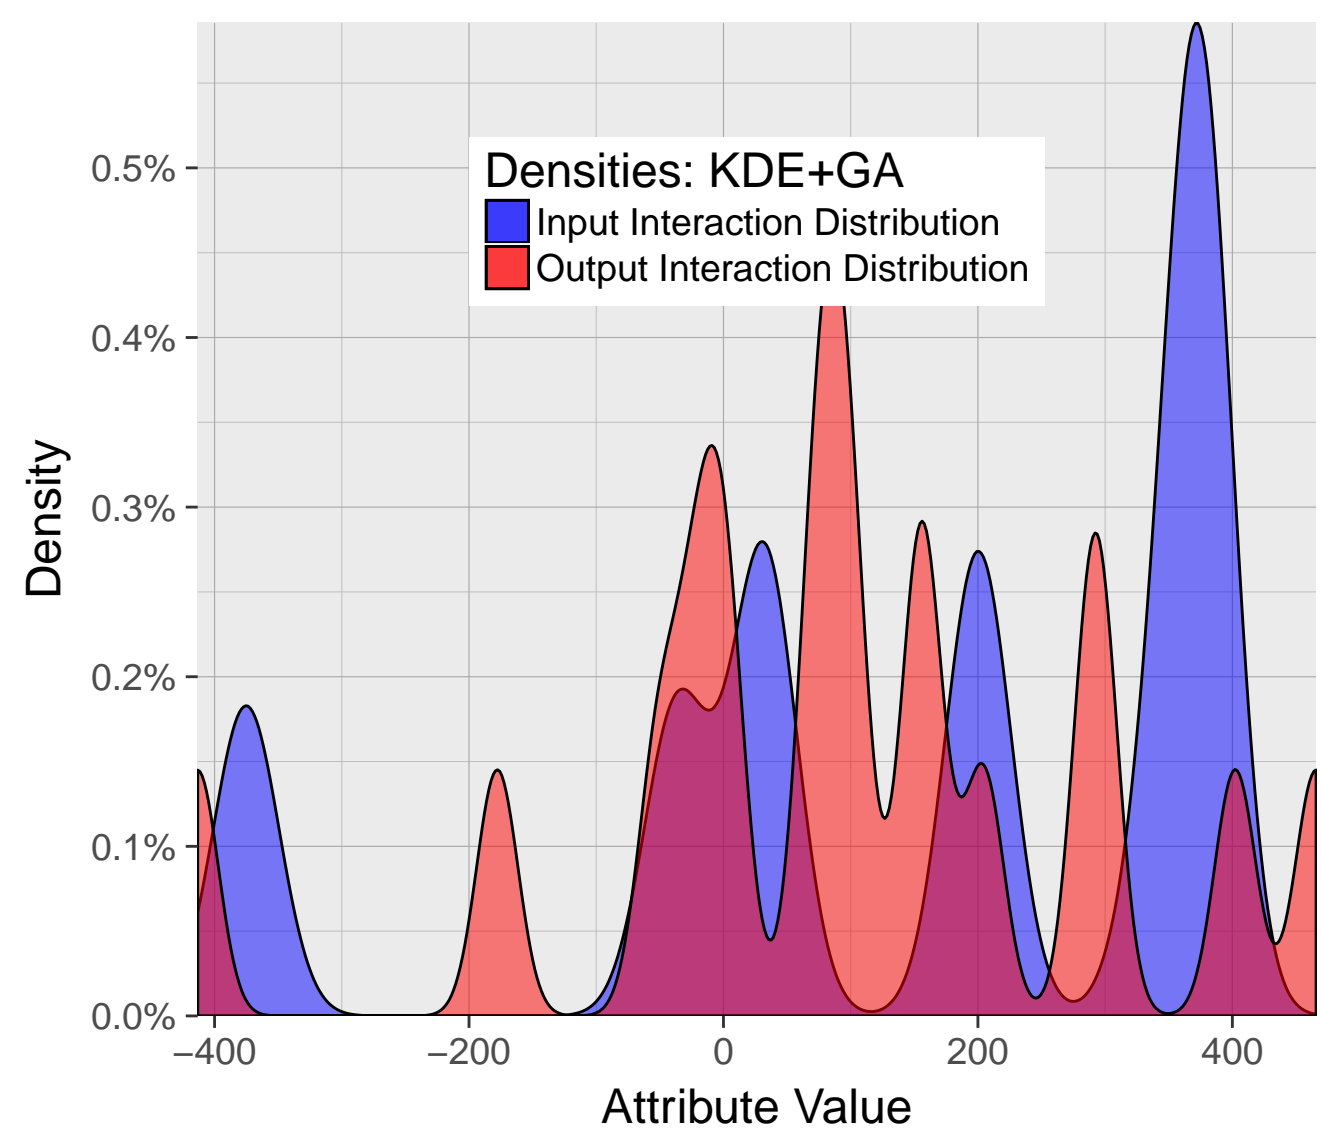 Densities: KDE+GA
Input Interaction Distribution
Output Interaction Distribution
Density
0.5%
0.4%
0.3%
0.2%
0.1%
0.0%
−400 −200 0 200 400
Attribute Value